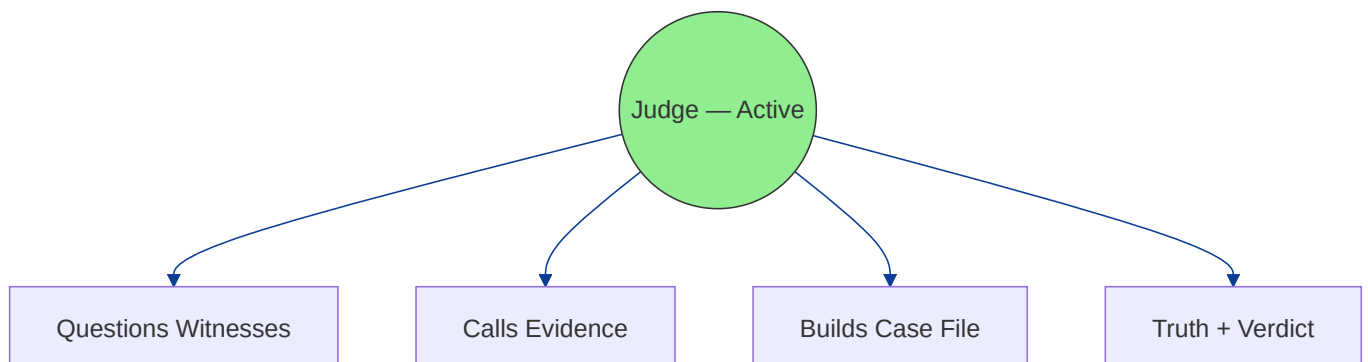 Judge — Active
Questions Witnesses
Calls Evidence
Builds Case File
Truth + Verdict